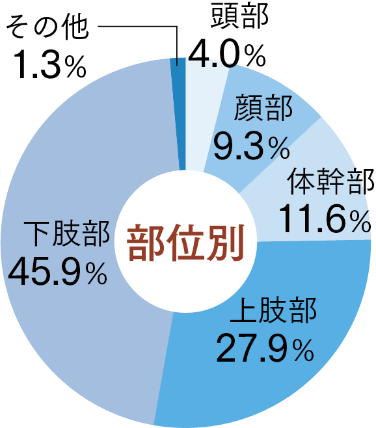 その他
1.3%
頭部
4.0%
顔部
9.3%
体幹部
11.6%
部位別
下肢部
45.9%
上肢部
27.9%